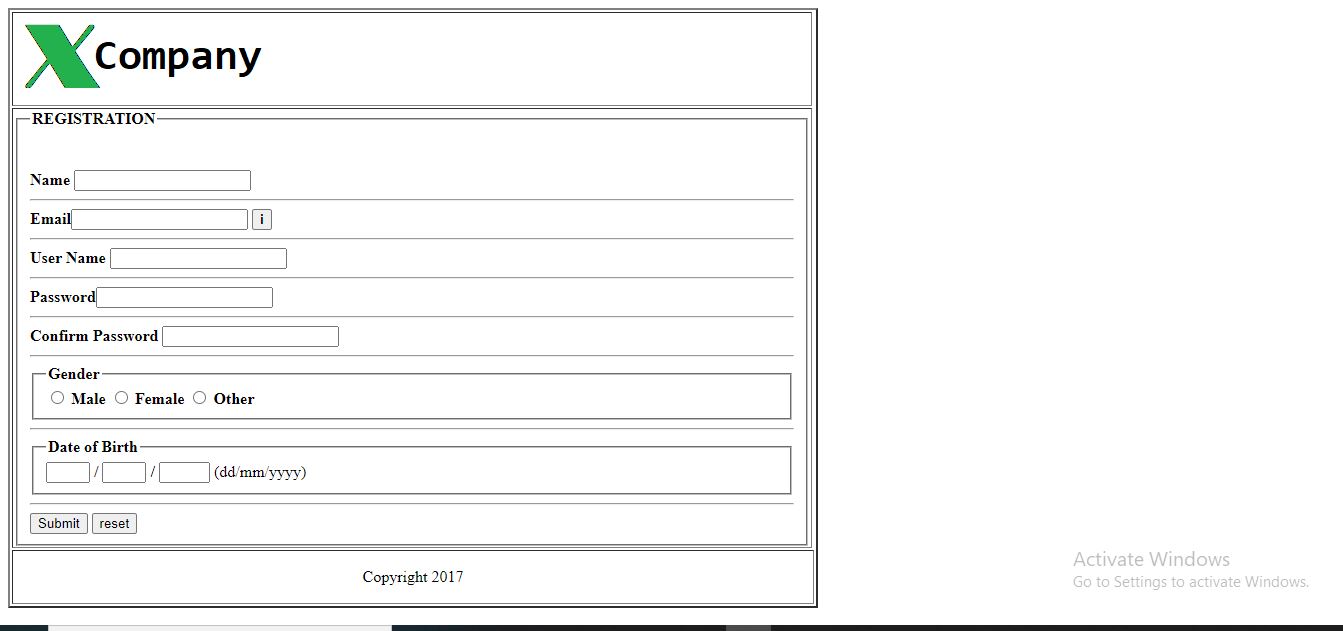 X Company
REGISTRATION
Name
Email i
User Name
Password
Confirm Password
Gender
Male Female Other
Date of Birth
/ / (dd/mm/yyyy)
Submit reset
Copyright 2017
Activate Windows
Go to Settings to activate Windows.